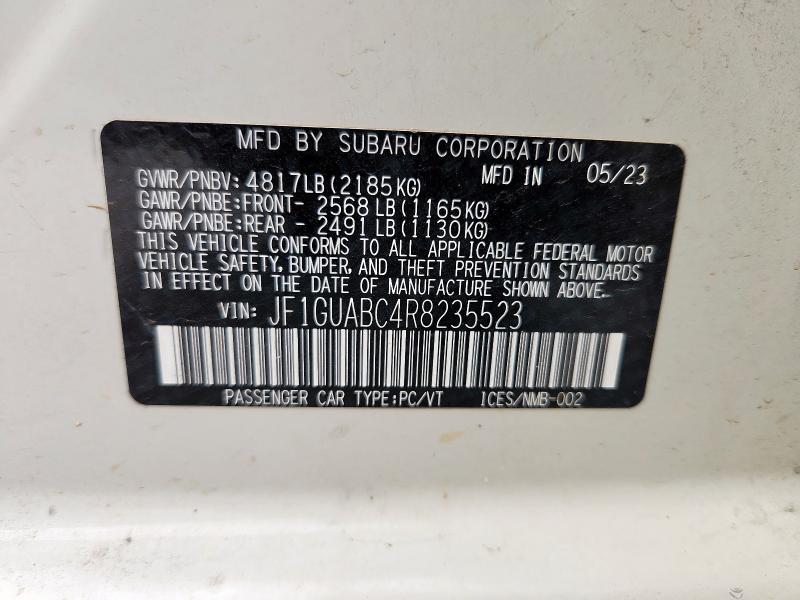 MFD BY SUBARU CORPORATION
GVWR/PNBV: 4817LB(2185KG) MFD IN 05/23
GAWR/PNBE:FRONT- 2568 LB(1165KG)
GAWR/PNBE:REAR - 2491 LB(1130KG)
THIS VEHICLE CONFORMS TO ALL APPLICABLE FEDERAL MOTOR
VEHICLE SAFETY, BUMPER, AND THEFT PREVENTION STANDARDS
IN EFFECT ON THE DATE OF MANUFACTURE SHOWN ABOVE.
VIN: JF1GUABC4R8235523
PASSENGER CAR TYPE:PC/VT ICES/NMB-002